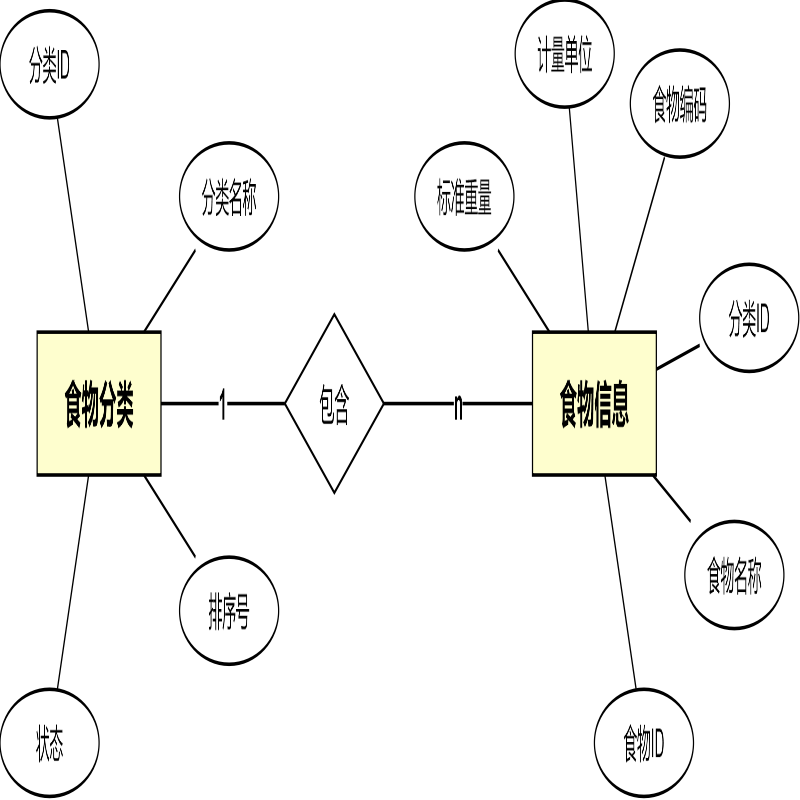 分类ID
计量单位
食物编码
分类名称
标准重量
分类ID
食物分类
1
包含
n
食物信息
食物名称
排序号
状态
食物ID